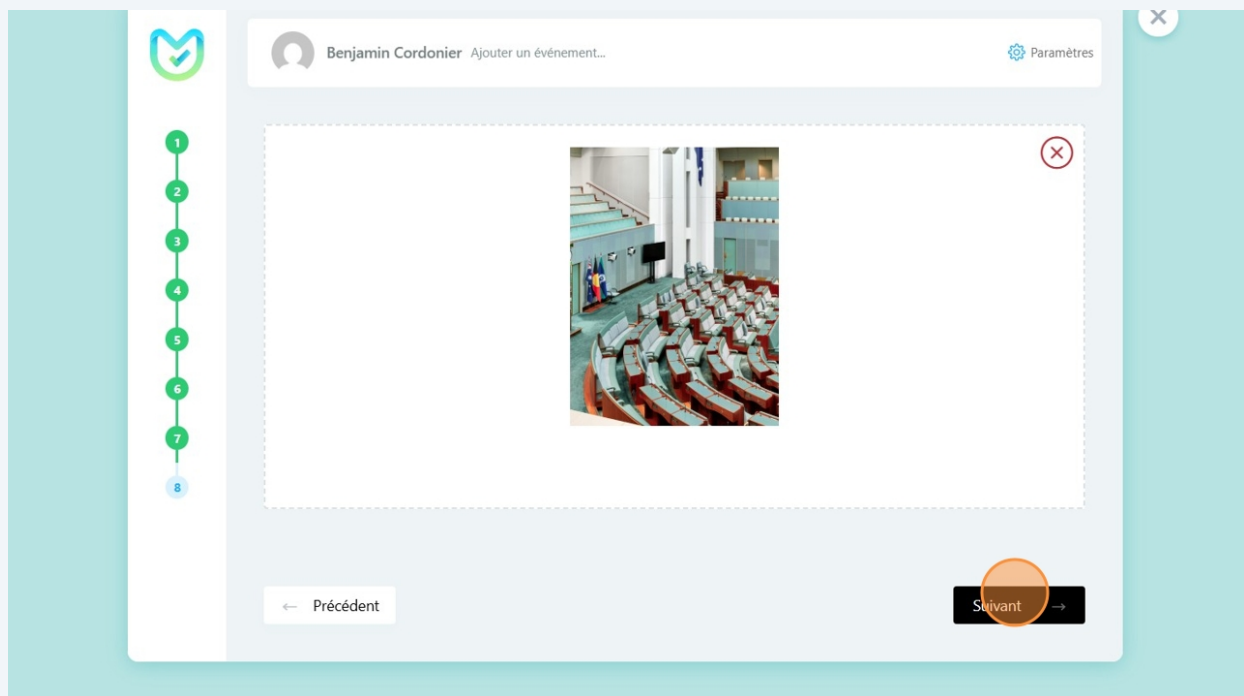 Benjamin Cordonier Ajouter un événement...
Paramètres
1
2
3
4
5
6
7
8
← Précédent
Suivant →